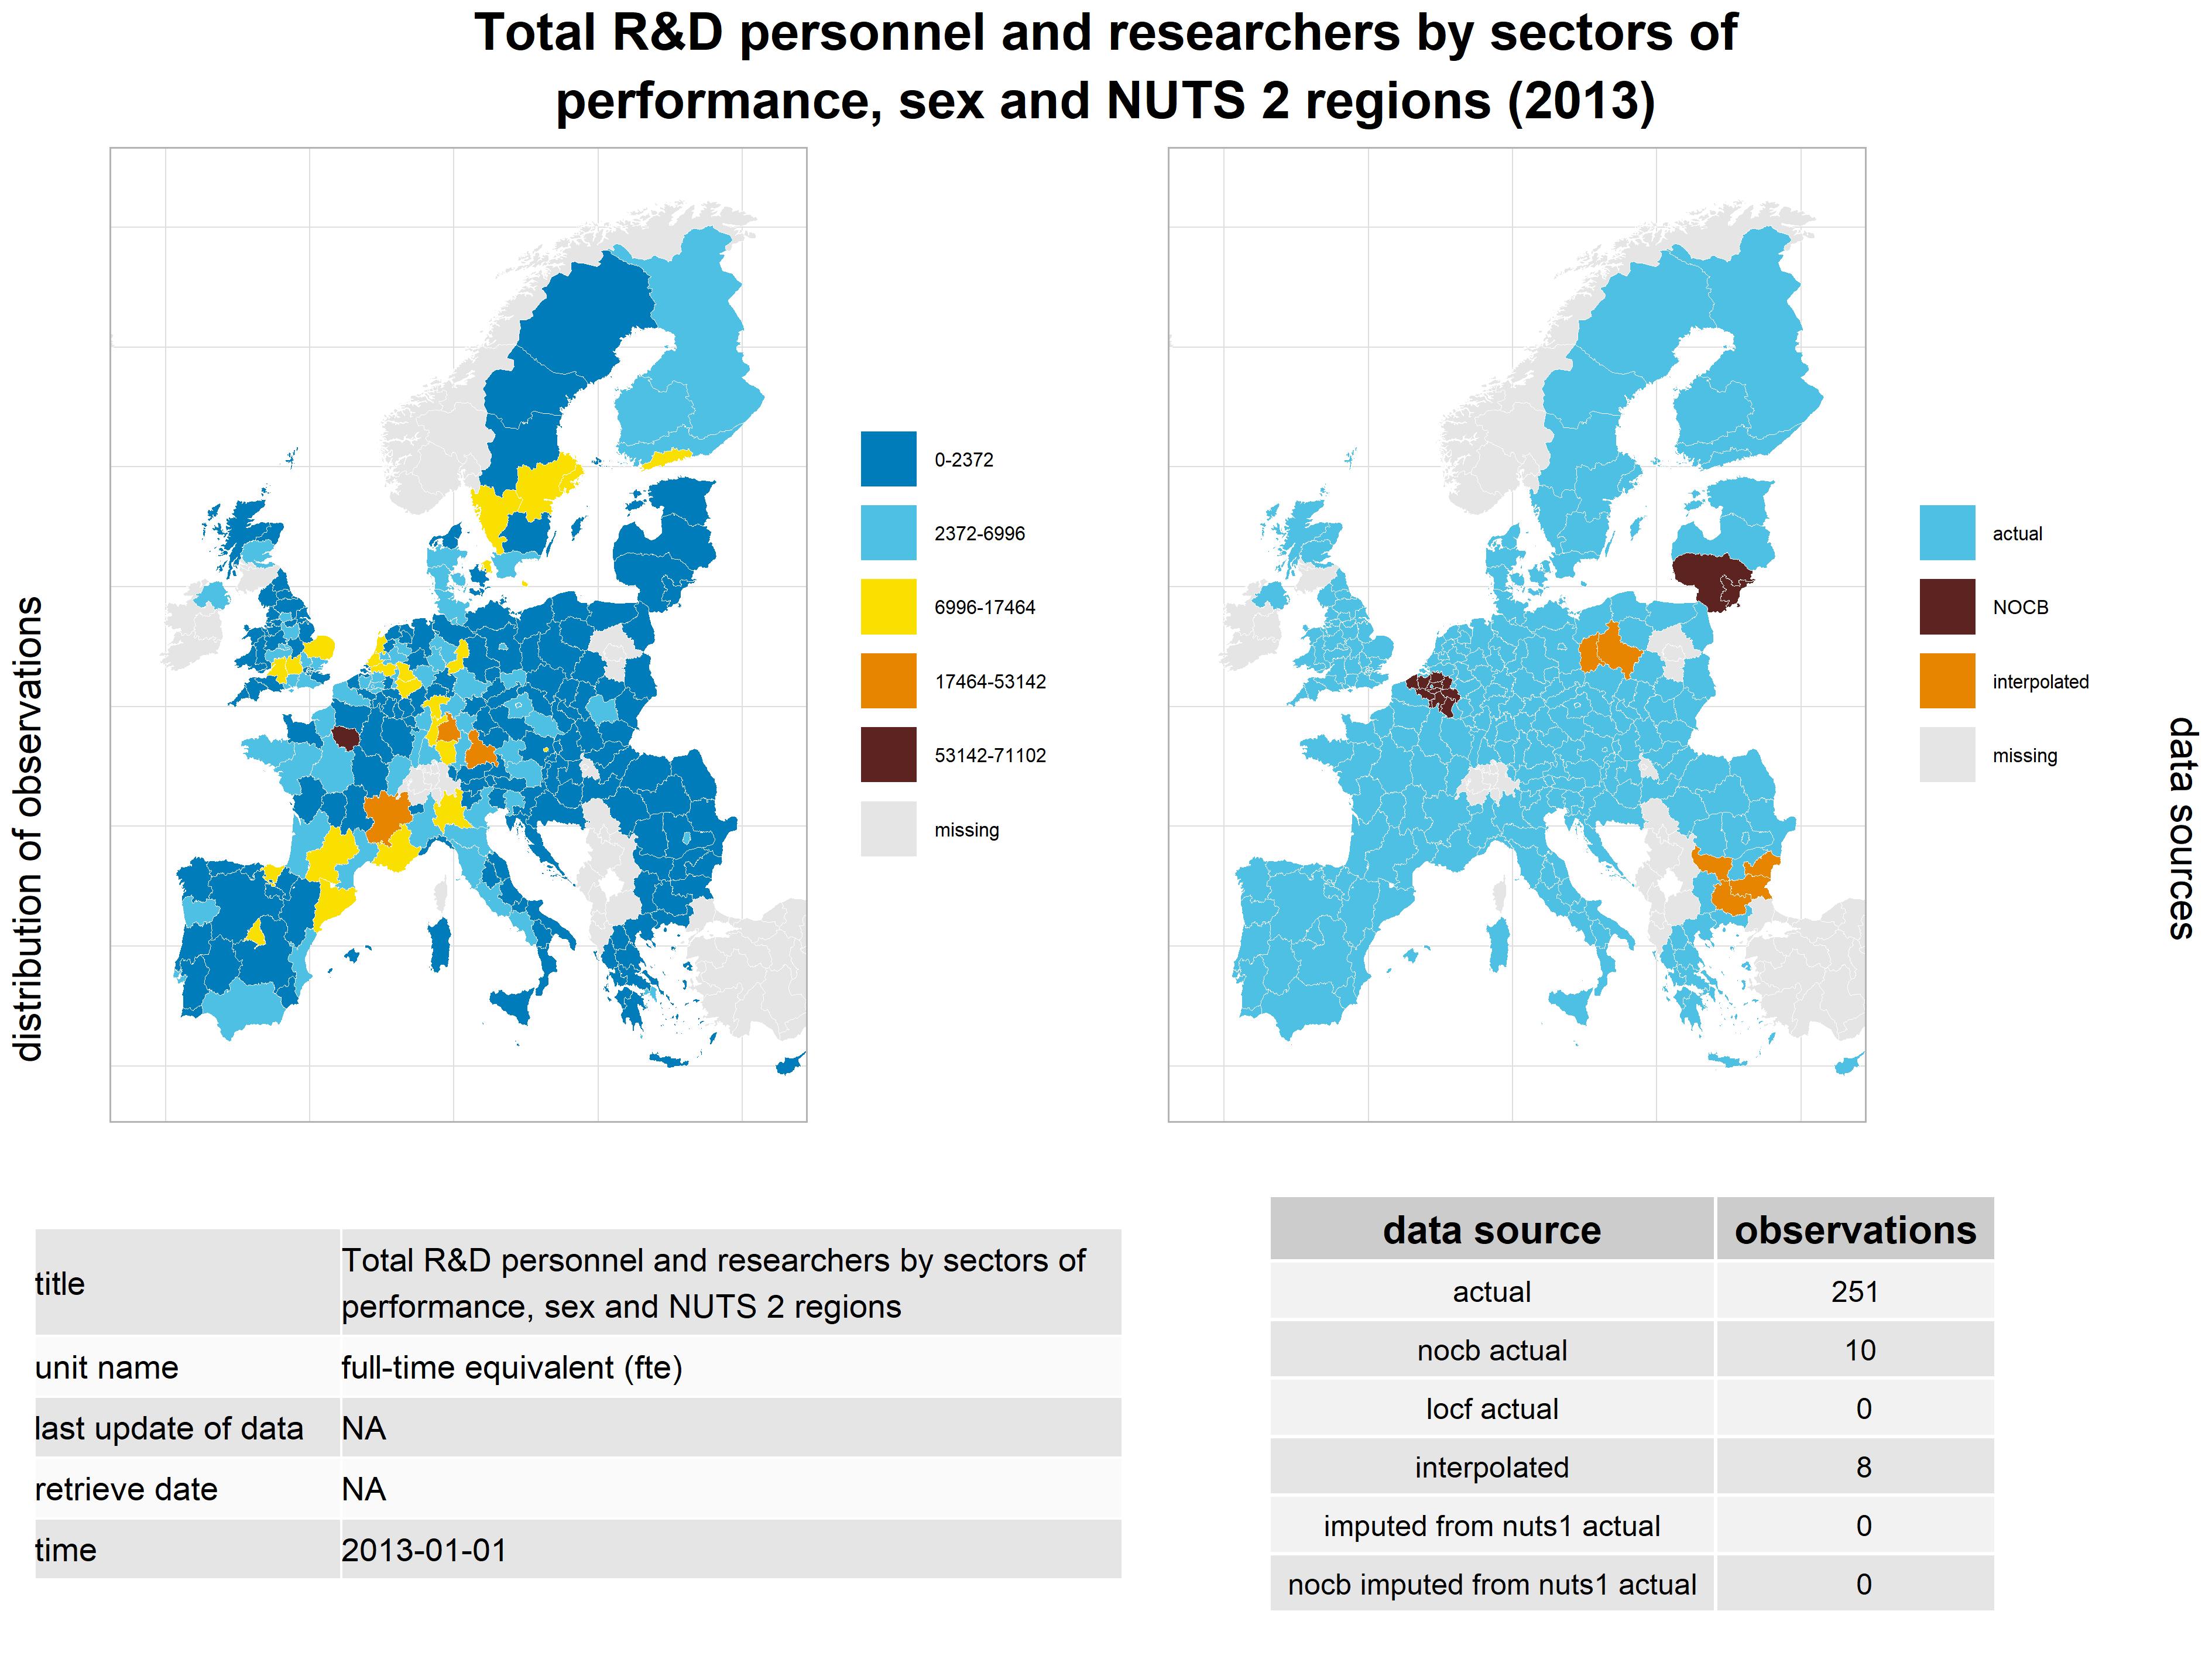 Total R&D personnel and researchers by sectors of
performance, sex and NUTS 2 regions (2013)
distribution of observations
0-2372
2372-6996
6996-17464
17464-53142
53142-71102
missing
actual
NOCB
interpolated
missing
data sources
title
Total R&D personnel and researchers by sectors of
performance, sex and NUTS 2 regions
unit name full-time equivalent (fte)
last update of data NA
retrieve date NA
time 2013-01-01
data source observations
actual 251
nocb actual 10
locf actual 0
interpolated 8
imputed from nuts1 actual 0
nocb imputed from nuts1 actual 0